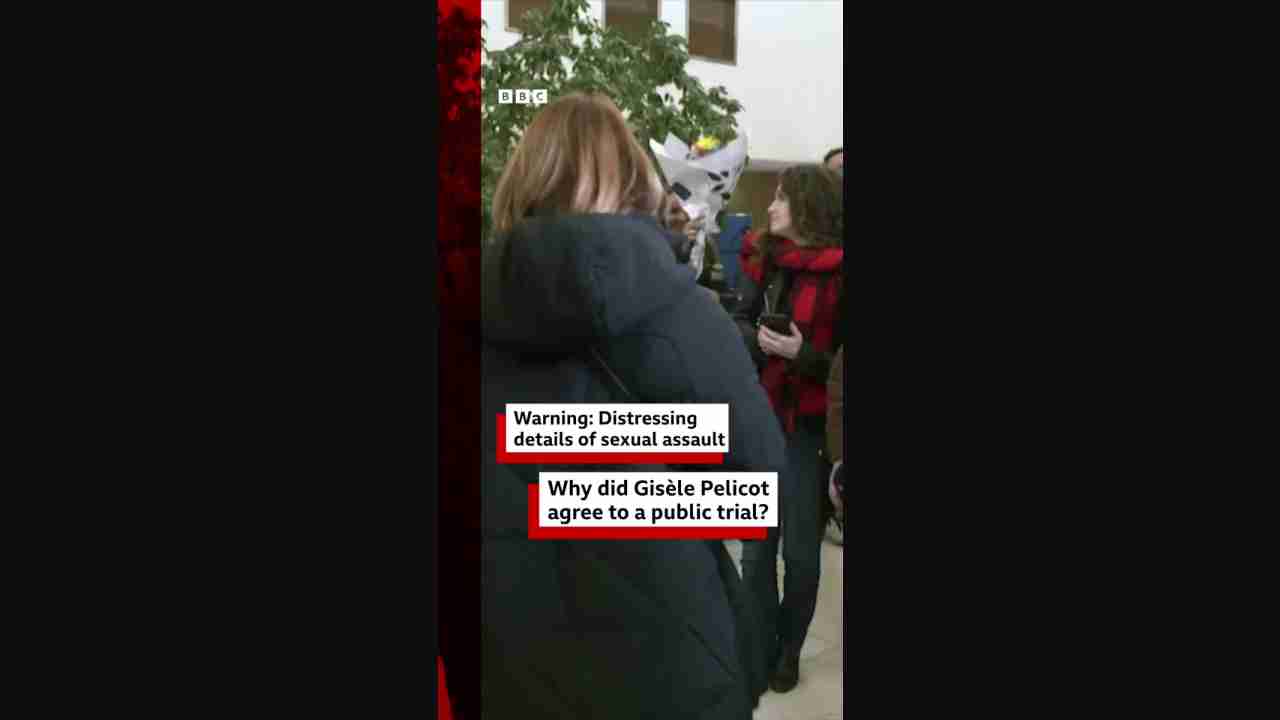 BBC
Warning: Distressing
details of sexual assault
Why did Gisèle Pelicot
agree to a public trial?